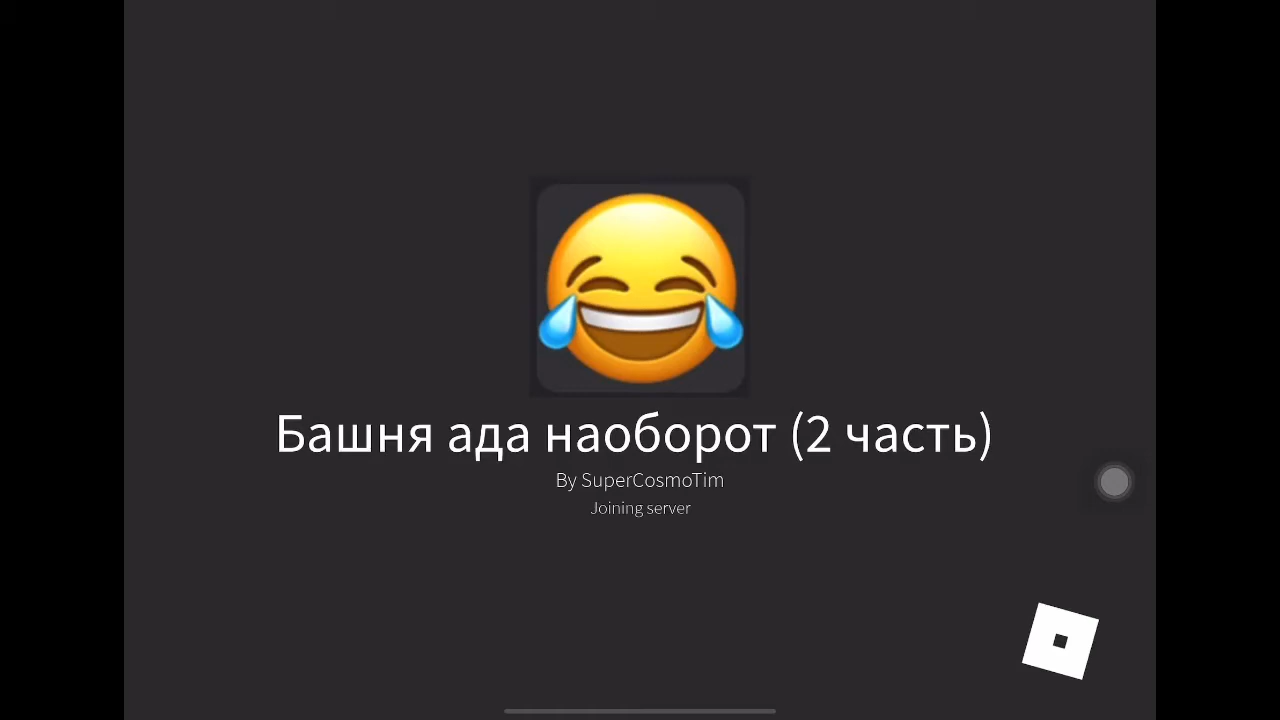 Башня ада наоборот (2 часть)
By SuperCosmoTim
Joining server